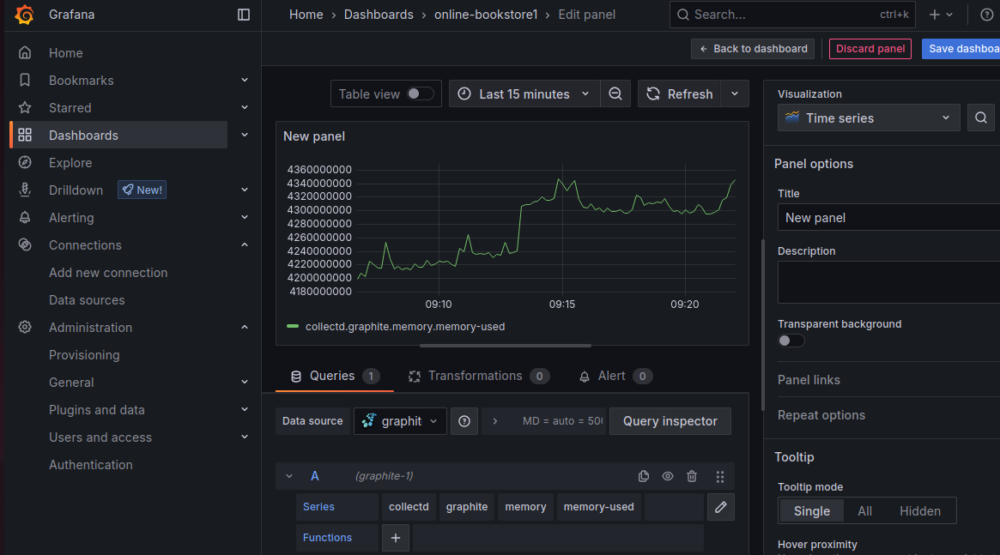 Grafana
Home
Bookmarks
Starred
Dashboards
Explore
Drilldown New!
Alerting
Connections
Add new connection
Data sources
Administration
Provisioning
General
Plugins and data
Users and access
Authentication
Home › Dashboards › online-bookstore1 › Edit panel
Search... ctrl+k
Back to dashboard Discard panel Save dashboa
Table view Last 15 minutes Refresh
New panel
4360000000
4340000000
4320000000
4300000000
4280000000
4260000000
4240000000
4220000000
4200000000
4180000000
09:10 09:15 09:20
collectd.graphite.memory.memory-used
Queries 1 Transformations 0 Alert 0
Data source graphit MD = auto = 500 Query inspector
A (graphite-1)
Series collectd graphite memory memory-used
Functions +
Visualization
Time series
Panel options
Title
New panel
Description
Transparent background
Panel links
Repeat options
Tooltip
Tooltip mode
Single All Hidden
Hover proximity